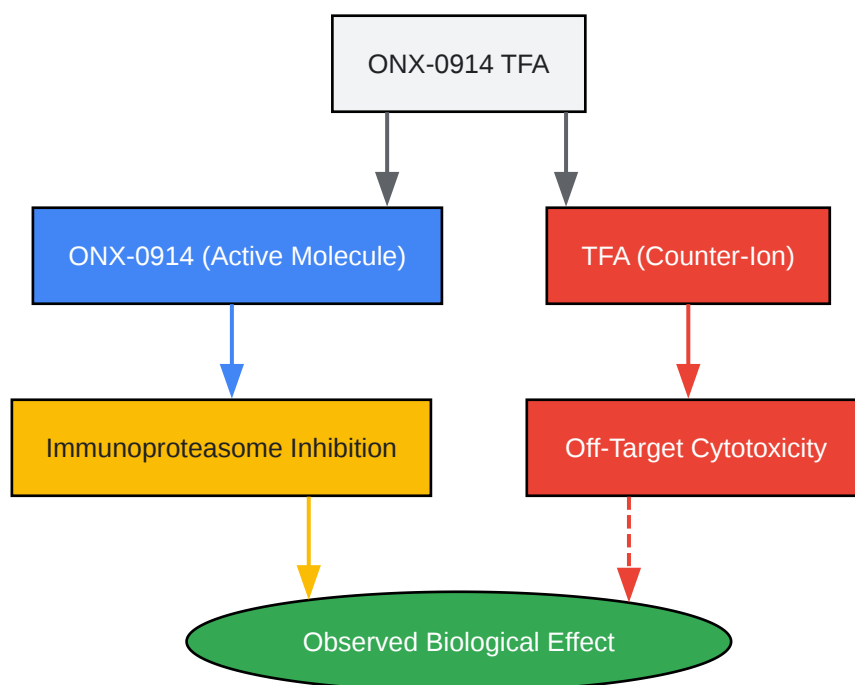 ONX-0914 TFA
ONX-0914 (Active Molecule)
TFA (Counter-Ion)
Immunoproteasome Inhibition
Off-Target Cytotoxicity
Observed Biological Effect